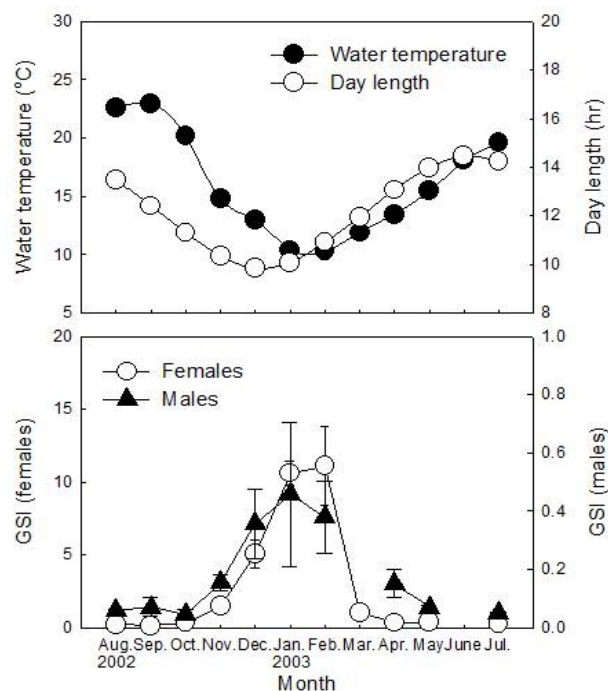 30
25
20
15
10
5
Water temperature (°C)
Water temperature
Day length
20
18
16
14
12
10
8
Day length (hr)
20
15
10
5
0
GSI (females)
Females
Males
1.0
0.8
0.6
0.4
0.2
0.0
GSI (males)
Aug. Sep. Oct. Nov. Dec. Jan. Feb. Mar. Apr. May June Jul.
2002 2003
Month